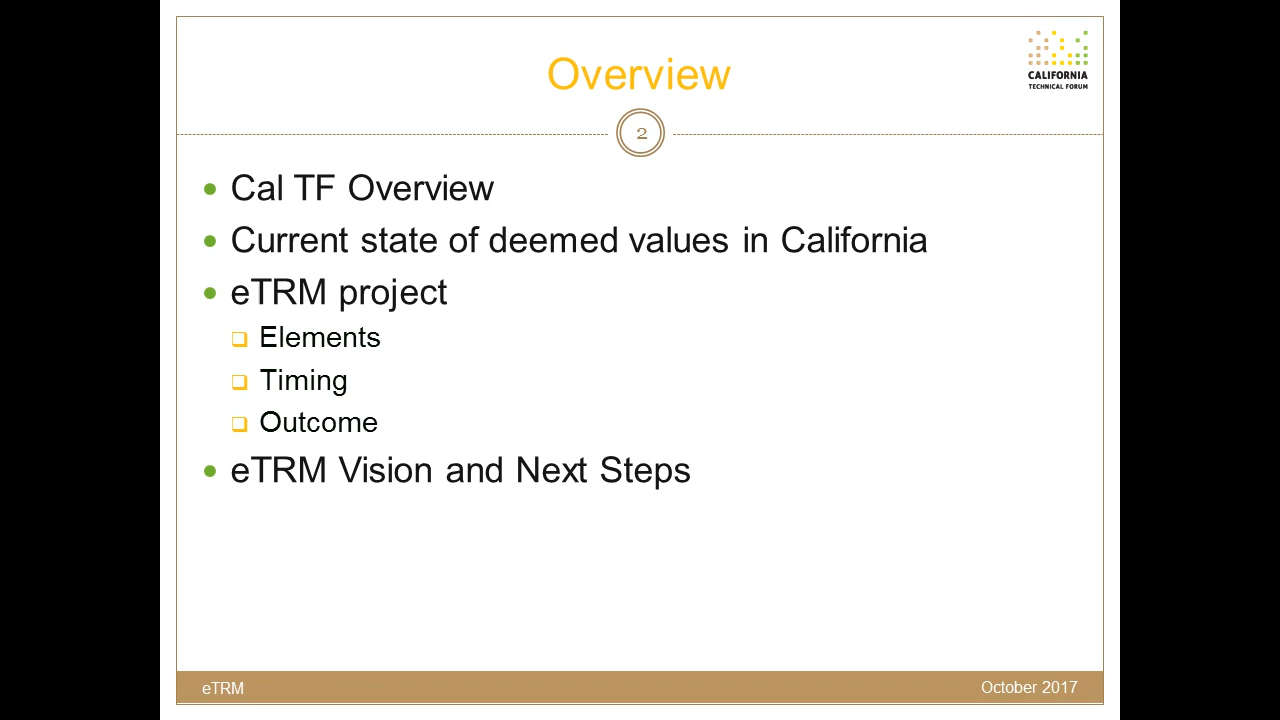 Overview
CALIFORNIA
TECHNICAL FORUM
2
Cal TF Overview
Current state of deemed values in California
eTRM project
Elements
Timing
Outcome
eTRM Vision and Next Steps
eTRM
October 2017